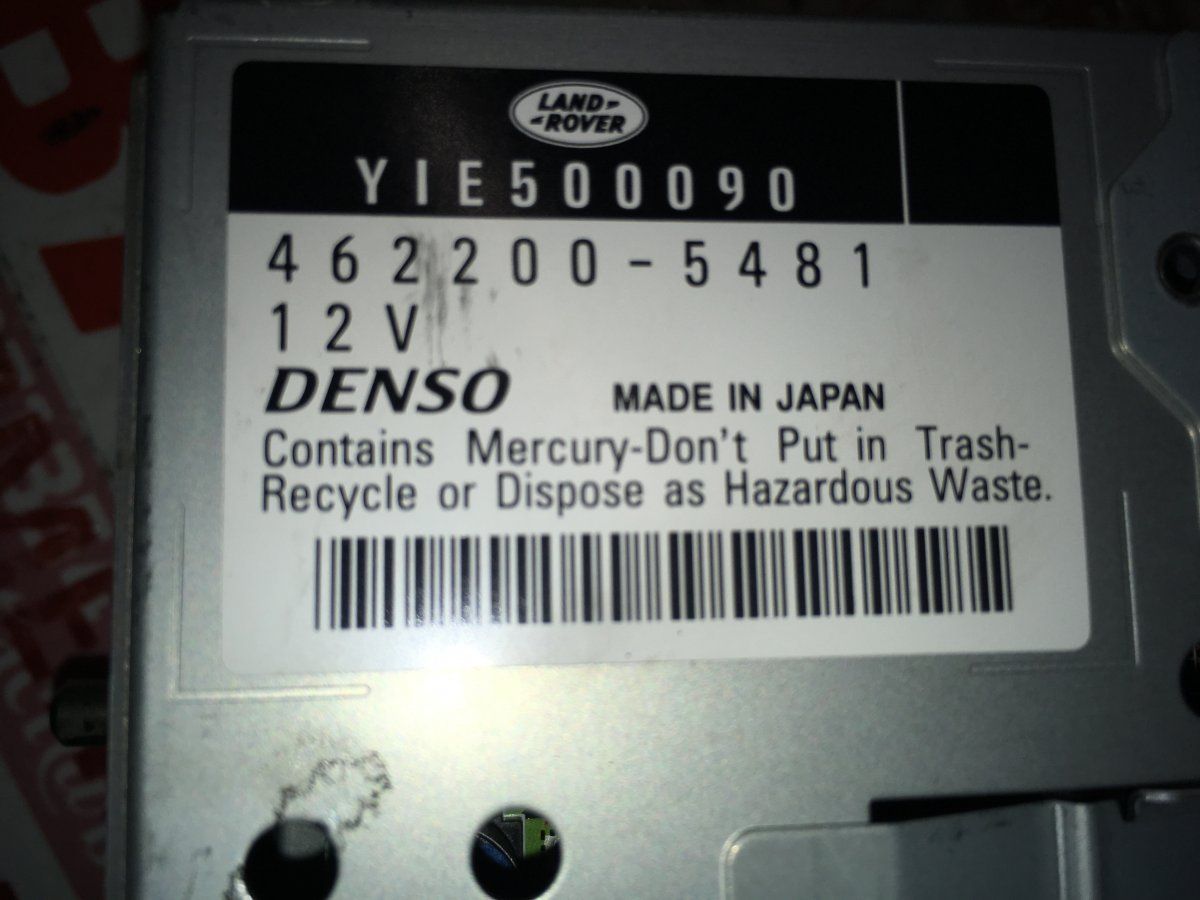 LAND-
-ROVER
YIE500090
462200-5481
12V
DENSO MADE IN JAPAN
Contains Mercury-Don't Put in Trash-
Recycle or Dispose as Hazardous Waste.